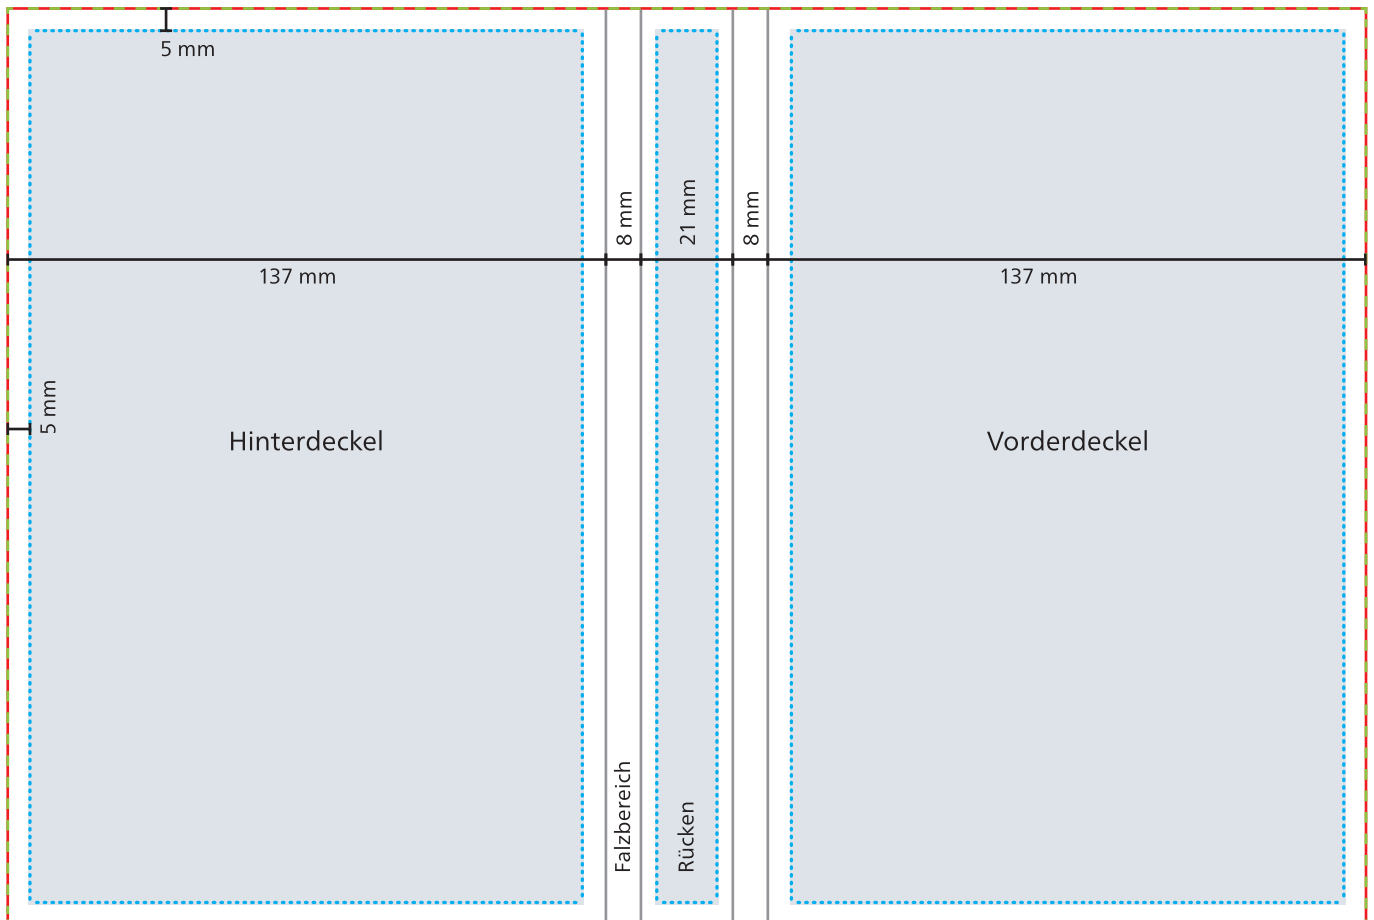 5 mm
8 mm
21 mm
8 mm
137 mm
137 mm
5 mm
Hinterdeckel
Vorderdeckel
Falzbereich
Rücken